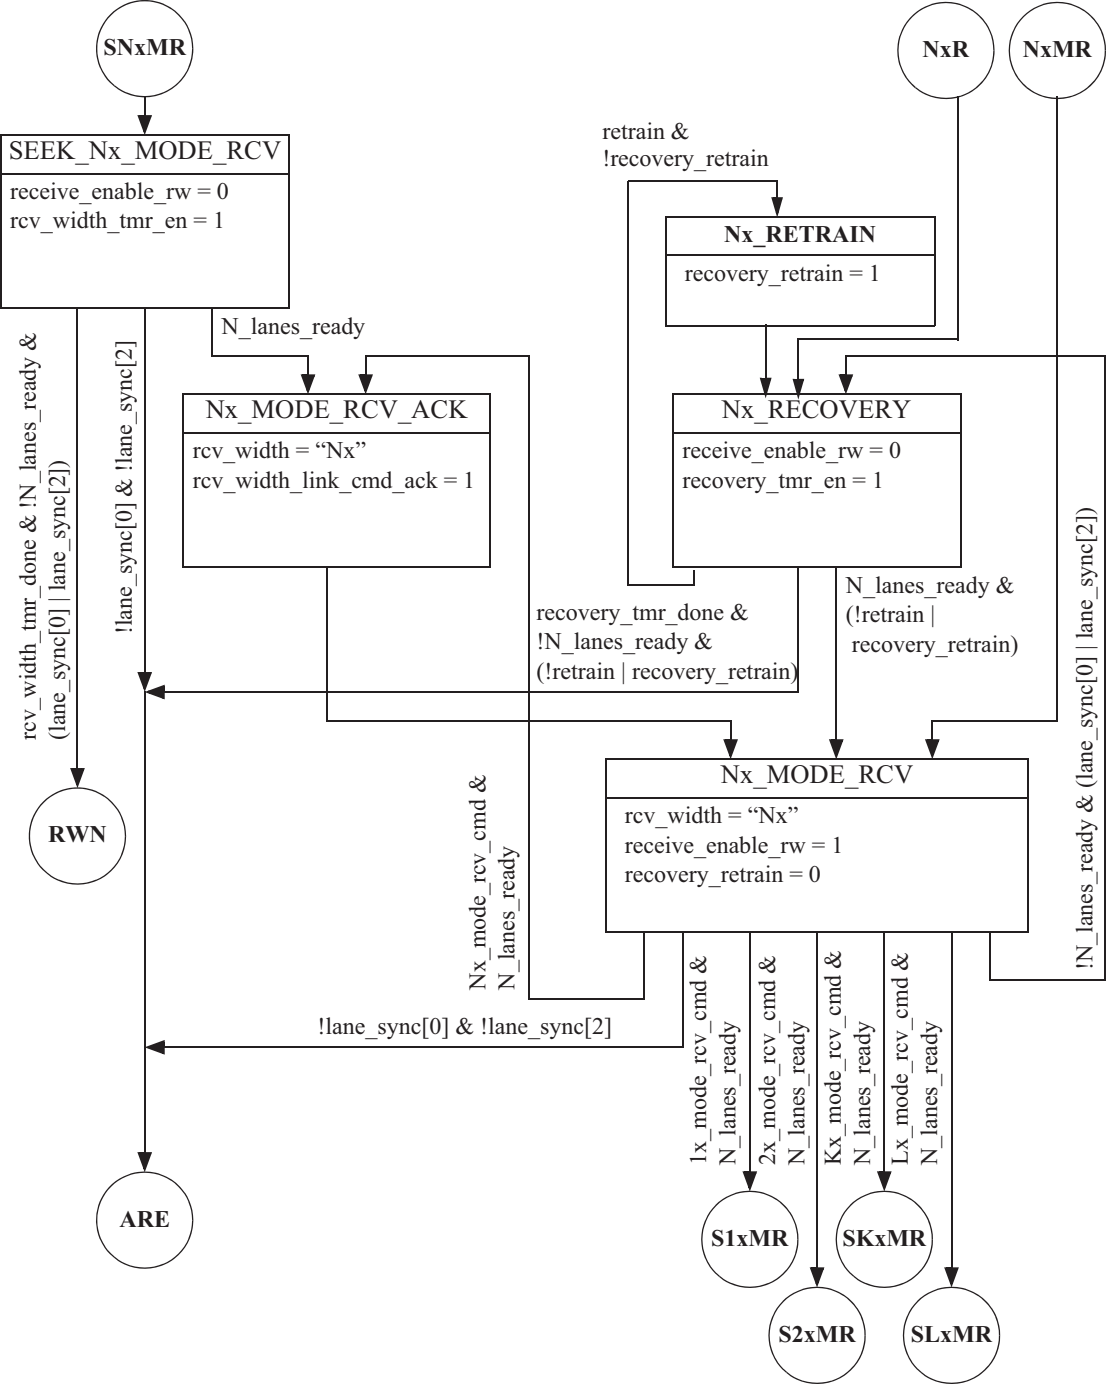 SNxMR
NxR
NxMR
SEEK_Nx_MODE_RCV
receive_enable_rw = 0
rcv_width_tmr_en = 1
retrain &
!recovery_retrain
Nx_RETRAIN
recovery_retrain = 1
rcv_width_tmr_done & !N_lanes_ready &
(lane_sync[0] | lane_sync[2])
!lane_sync[0] & !lane_sync[2]
N_lanes_ready
Nx_MODE_RCV_ACK
rcv_width = “Nx”
rcv_width_link_cmd_ack = 1
Nx_RECOVERY
receive_enable_rw = 0
recovery_tmr_en = 1
recovery_tmr_done &
!N_lanes_ready &
(!retrain | recovery_retrain)
N_lanes_ready &
(!retrain |
recovery_retrain)
!N_lanes_ready & (lane_sync[0] | lane_sync[2])
RWN
Nx_mode_rcv_cmd &
N_lanes_ready
Nx_MODE_RCV
rcv_width = “Nx”
receive_enable_rw = 1
recovery_retrain = 0
!lane_sync[0] & !lane_sync[2]
1x_mode_rcv_cmd &
N_lanes_ready
2x_mode_rcv_cmd &
N_lanes_ready
Kx_mode_rcv_cmd &
N_lanes_ready
Lx_mode_rcv_cmd &
N_lanes_ready
ARE
S1xMR
SKxMR
S2xMR
SLxMR